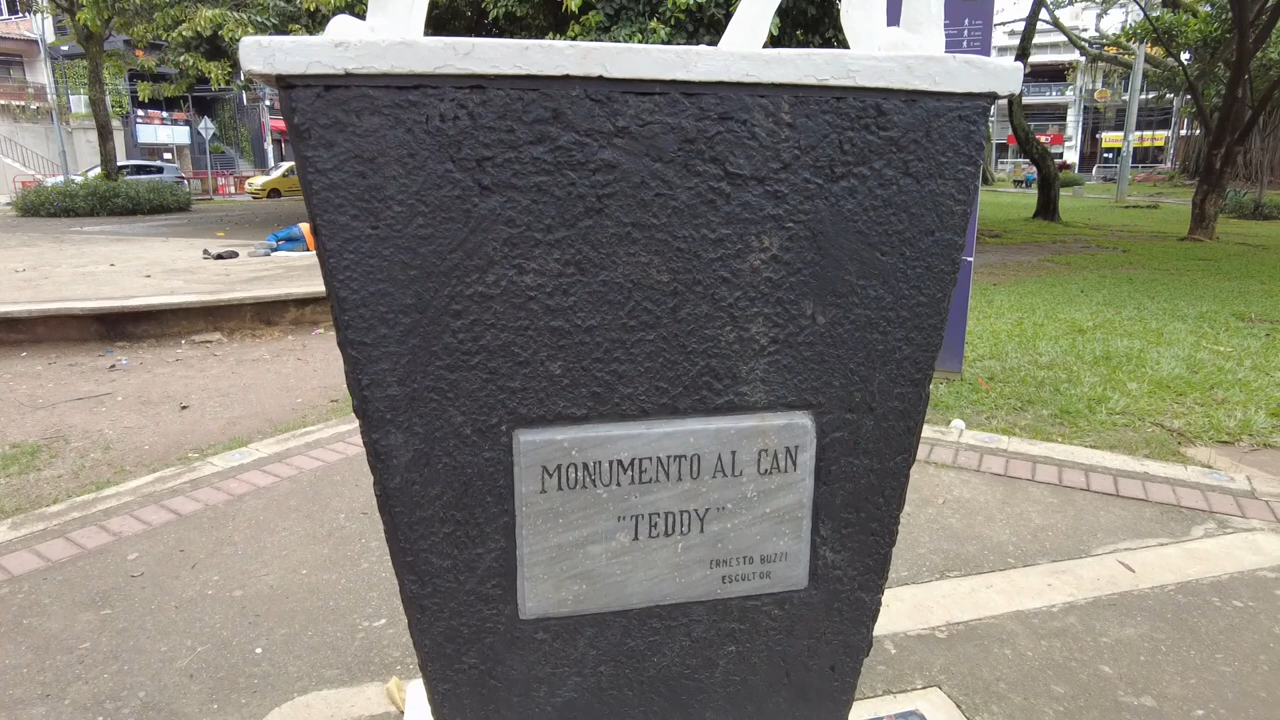 MONUMENTO AL CAN
"TEDDY"
ERNESTO BUZZI
ESCULTOR